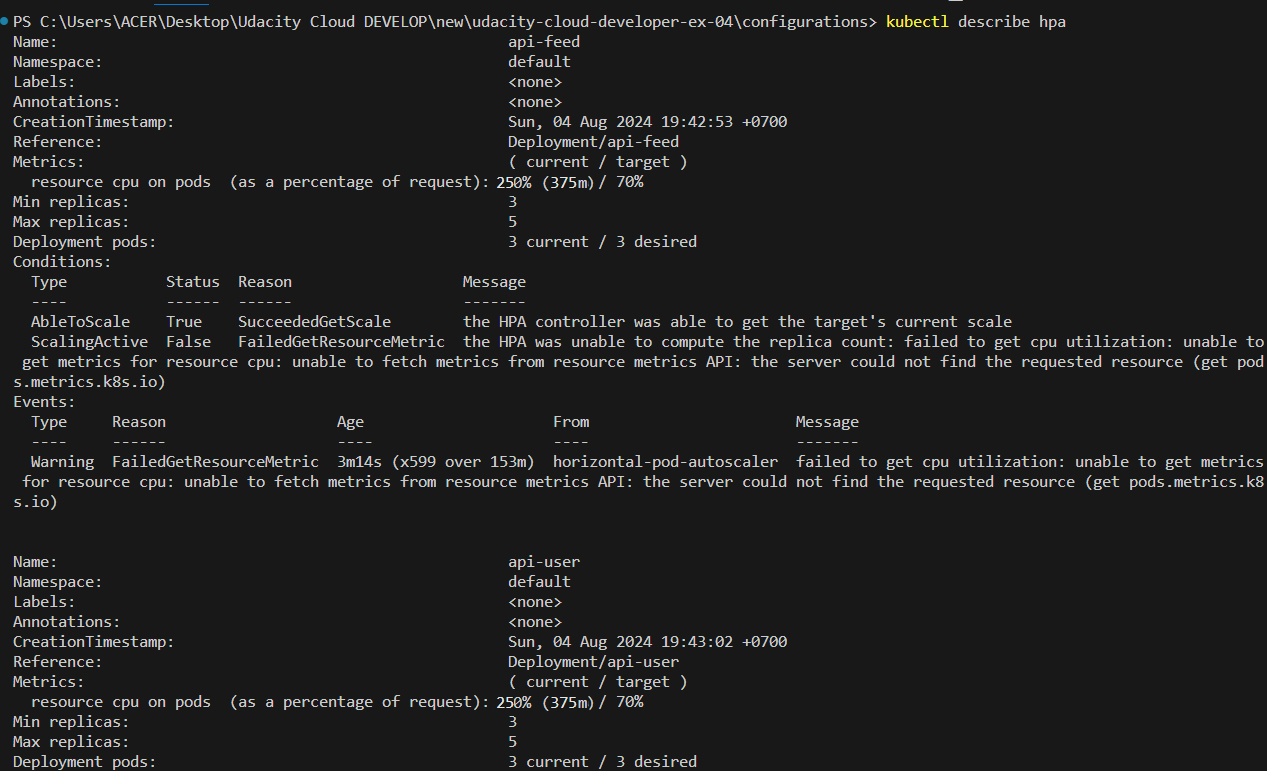 PS C:\Users\ACER\Desktop\Udacity Cloud DEVELOP\new\udacity-cloud-developer-ex-04\configurations> kubectl describe hpa
Name: api-feed
Namespace: default
Labels: <none>
Annotations: <none>
CreationTimestamp: Sun, 04 Aug 2024 19:42:53 +0700
Reference: Deployment/api-feed
Metrics: ( current / target )
resource cpu on pods (as a percentage of request): 250% (375m) / 70%
Min replicas: 3
Max replicas: 5
Deployment pods: 3 current / 3 desired
Conditions:
Type Status Reason Message
---- ------ ------ -------
AbleToScale True SucceededGetScale the HPA controller was able to get the target's current scale
ScalingActive False FailedGetResourceMetric the HPA was unable to compute the replica count: failed to get cpu utilization: unable to
get metrics for resource cpu: unable to fetch metrics from resource metrics API: the server could not find the requested resource (get pod
s.metrics.k8s.io)
Events:
Type Reason Age From Message
---- ------ ---- ---- -------
Warning FailedGetResourceMetric 3m14s (x599 over 153m) horizontal-pod-autoscaler failed to get cpu utilization: unable to get metrics
for resource cpu: unable to fetch metrics from resource metrics API: the server could not find the requested resource (get pods.metrics.k8
s.io)
Name: api-user
Namespace: default
Labels: <none>
Annotations: <none>
CreationTimestamp: Sun, 04 Aug 2024 19:43:02 +0700
Reference: Deployment/api-user
Metrics: ( current / target )
resource cpu on pods (as a percentage of request): 250% (375m) / 70%
Min replicas: 3
Max replicas: 5
Deployment pods: 3 current / 3 desired